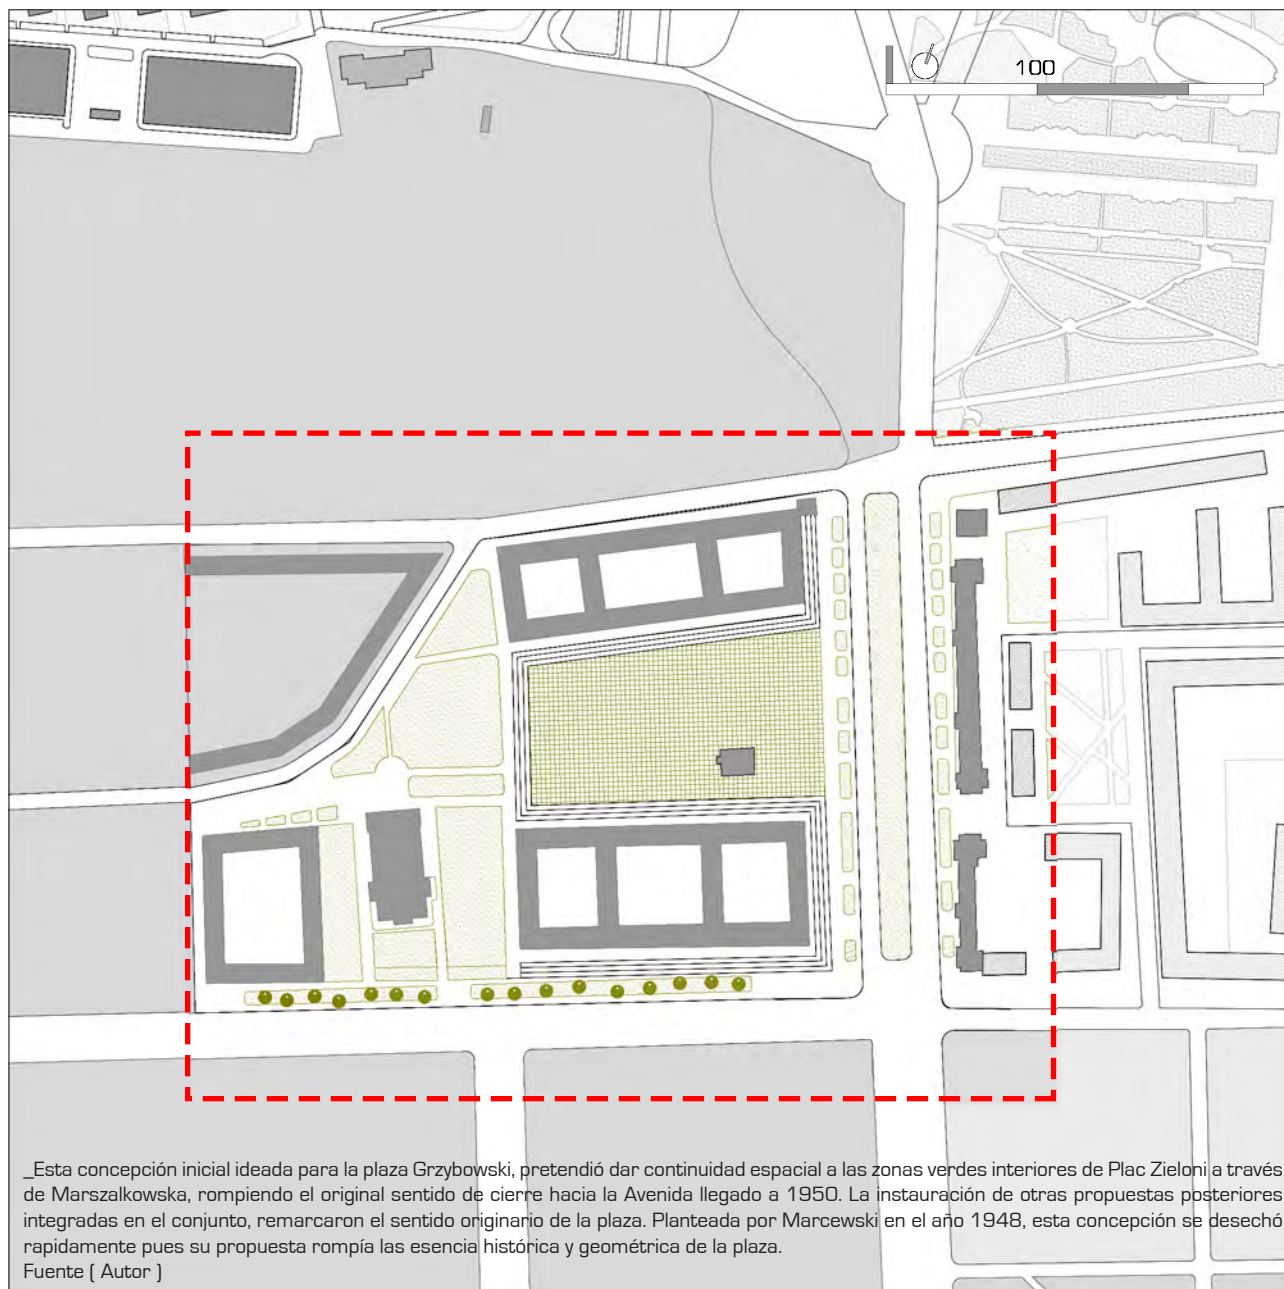 100
_Esta concepción inicial ideada para la plaza Grzybowski, pretendió dar continuidad espacial a las zonas verdes interiores de Plac Zieloni a través
de Marszalkowska, rompiendo el original sentido de cierre hacia la Avenida llegado a 1950. La instauración de otras propuestas posteriores
integradas en el conjunto, remarcaron el sentido originario de la plaza. Planteada por Marcewski en el año 1948, esta concepción se desechó
rapidamente pues su propuesta rompía las esencia histórica y geométrica de la plaza.
Fuente ( Autor )